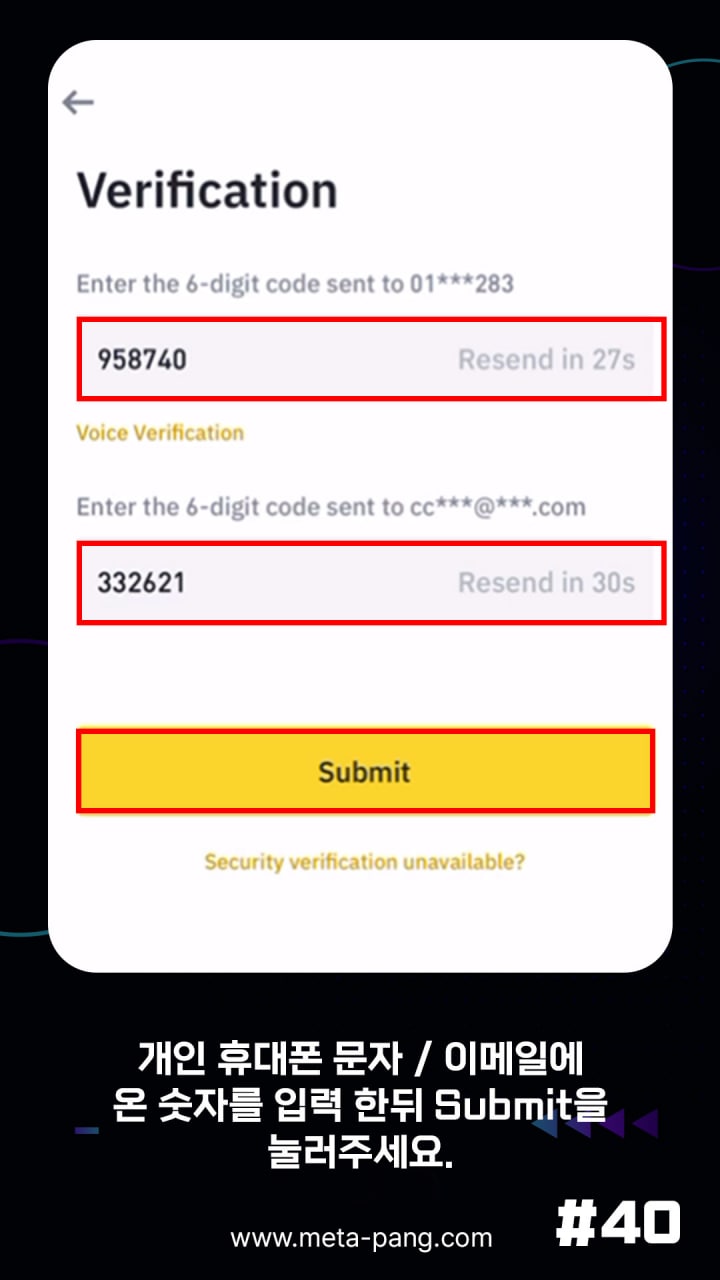 Verification
Enter the 6-digit code sent to 01***283
958740 Resend in 27s
Voice Verification
Enter the 6-digit code sent to cc***@***.com
332621 Resend in 30s
Submit
Security verification unavailable?
개인 휴대폰 문자 / 이메일에
온 숫자를 입력 한뒤 Submit을
눌러주세요.
www.meta-pang.com
#40